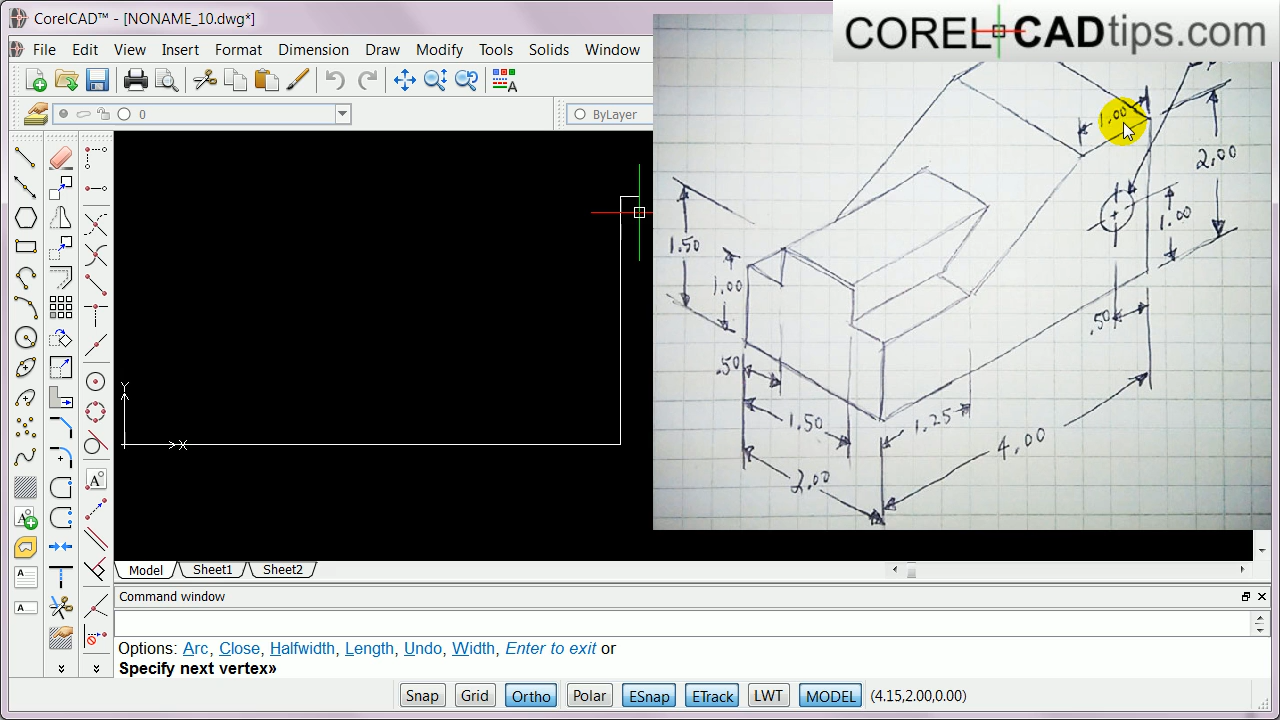 CorelCAD™ - [NONAME_10.dwg*]
CORELCADtips.com
File Edit View Insert Format Dimension Draw Modify Tools Solids Window
0
ByLayer
1.00
2.00
1.00
1.50
1.00
.50
.50
1.50
1.25
4.00
2.00
Y
X
Model Sheet1 Sheet2
Command window
Options: Arc, Close, Halfwidth, Length, Undo, Width, Enter to exit or
Specify next vertex»
Snap Grid Ortho Polar ESnap ETrack LWT MODEL (4.15,2.00,0.00)